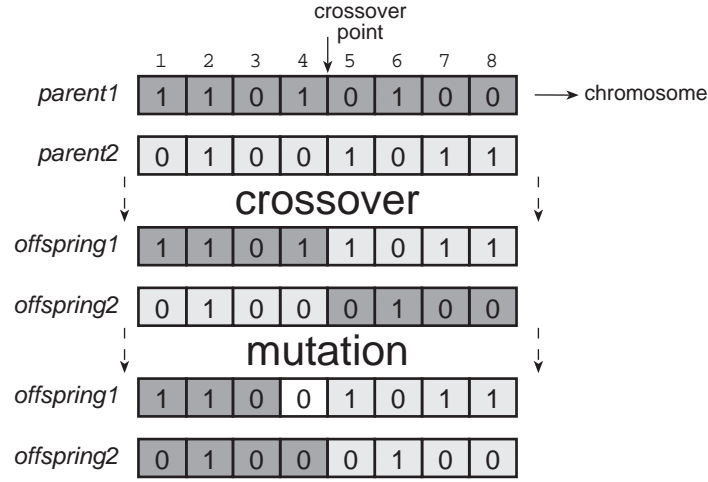 crossover
point
1 2 3 4 5 6 7 8
parent1 1 1 0 1 0 1 0 0 chromosome
parent2 0 1 0 0 1 0 1 1
crossover
offspring1 1 1 0 1 1 0 1 1
offspring2 0 1 0 0 0 1 0 0
mutation
offspring1 1 1 0 0 1 0 1 1
offspring2 0 1 0 0 0 1 0 0